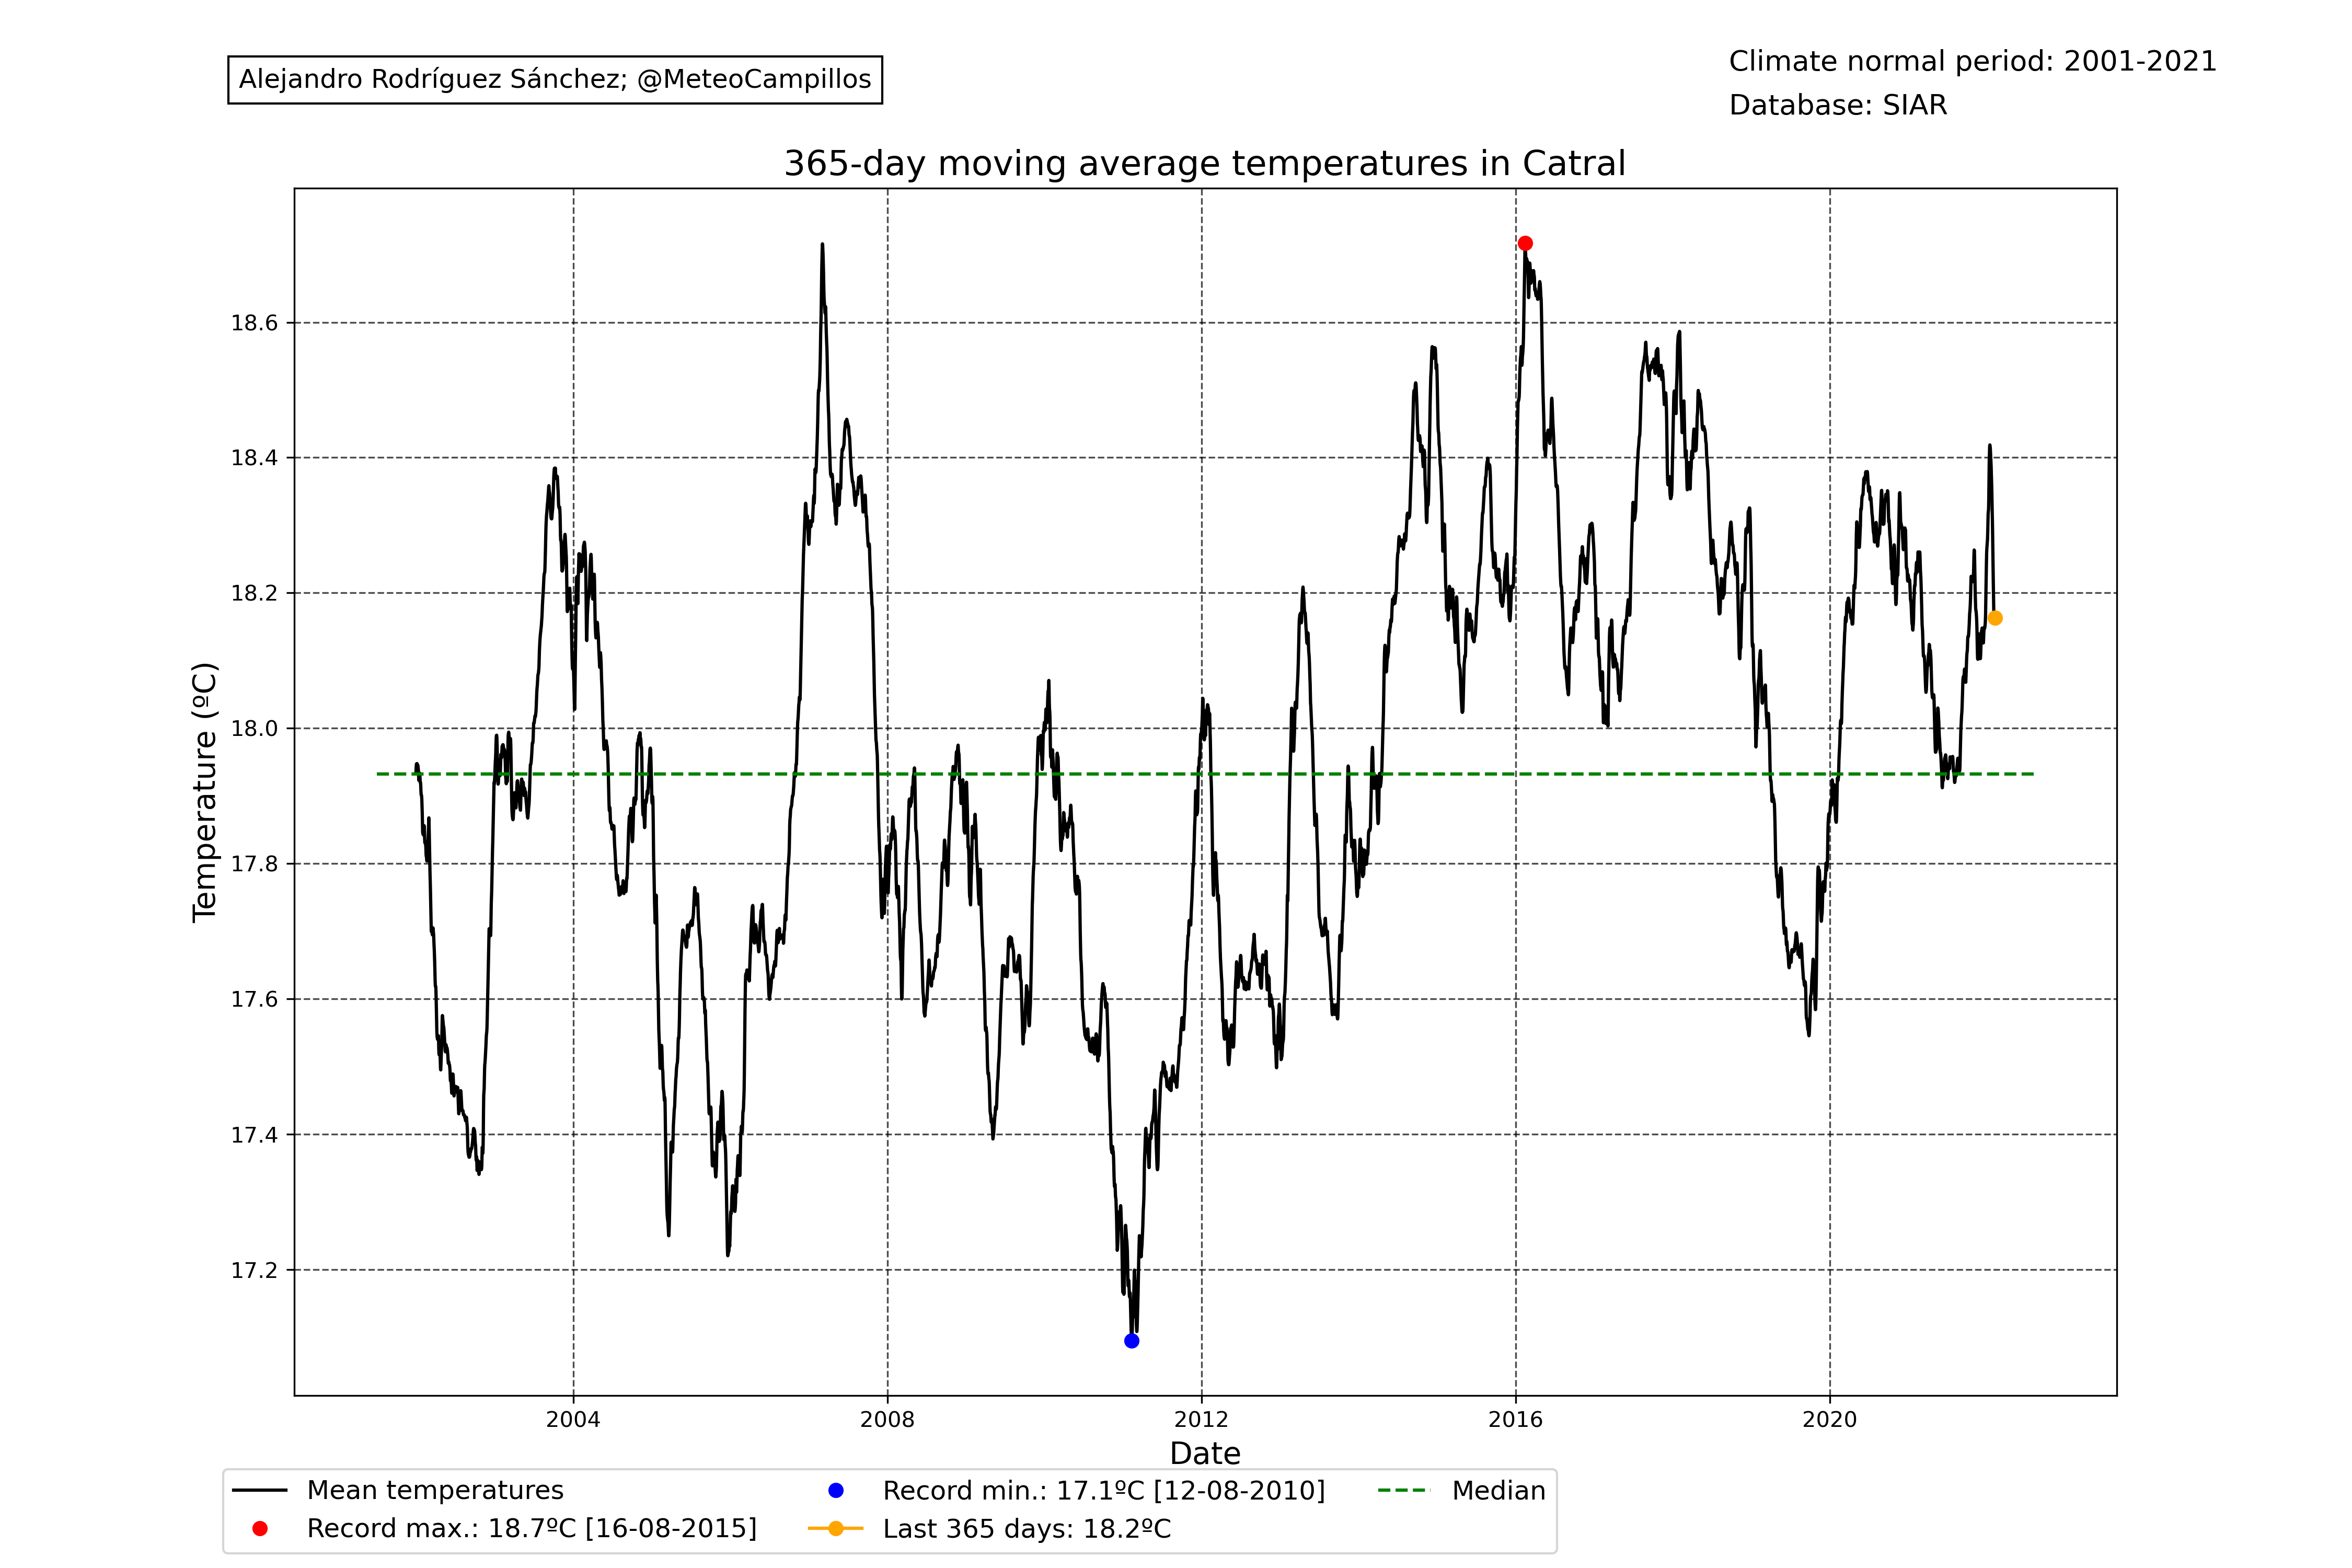 Alejandro Rodríguez Sánchez; @MeteoCampillos
Climate normal period: 2001-2021
Database: SIAR
365-day moving average temperatures in Catral
Temperature (ºC)
18.6
18.4
18.2
18.0
17.8
17.6
17.4
17.2
2004
2008
2012
2016
2020
Date
Mean temperatures
Record max.: 18.7ºC [16-08-2015]
Record min.: 17.1ºC [12-08-2010]
Last 365 days: 18.2ºC
Median